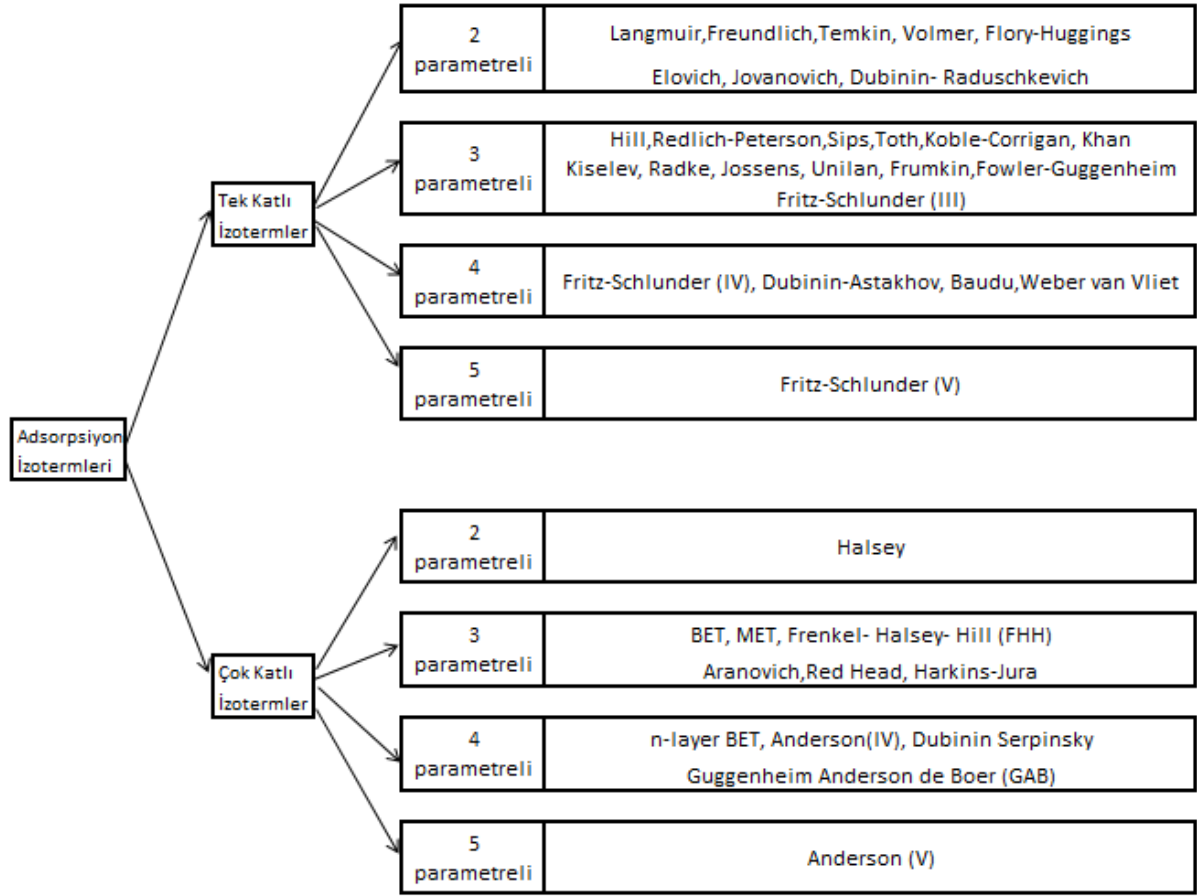 Adsorpsiyon
İzotermleri
Tek Katlı
İzotermler
2
parametreli
Langmuir,Freundlich,Temkin, Volmer, Flory-Huggings
Elovich, Jovanovich, Dubinin- Raduschkevich
3
parametreli
Hill,Redlich-Peterson,Sips,Toth,Koble-Corrigan, Khan
Kiselev, Radke, Jossens, Unilan, Frumkin,Fowler-Guggenheim
Fritz-Schlunder (III)
4
parametreli
Fritz-Schlunder (IV), Dubinin-Astakhov, Baudu,Weber van Vliet
5
parametreli
Fritz-Schlunder (V)
Çok Katlı
İzotermler
2
parametreli
Halsey
3
parametreli
BET, MET, Frenkel- Halsey- Hill (FHH)
Aranovich,Red Head, Harkins-Jura
4
parametreli
n-layer BET, Anderson(IV), Dubinin Serpinsky
Guggenheim Anderson de Boer (GAB)
5
parametreli
Anderson (V)